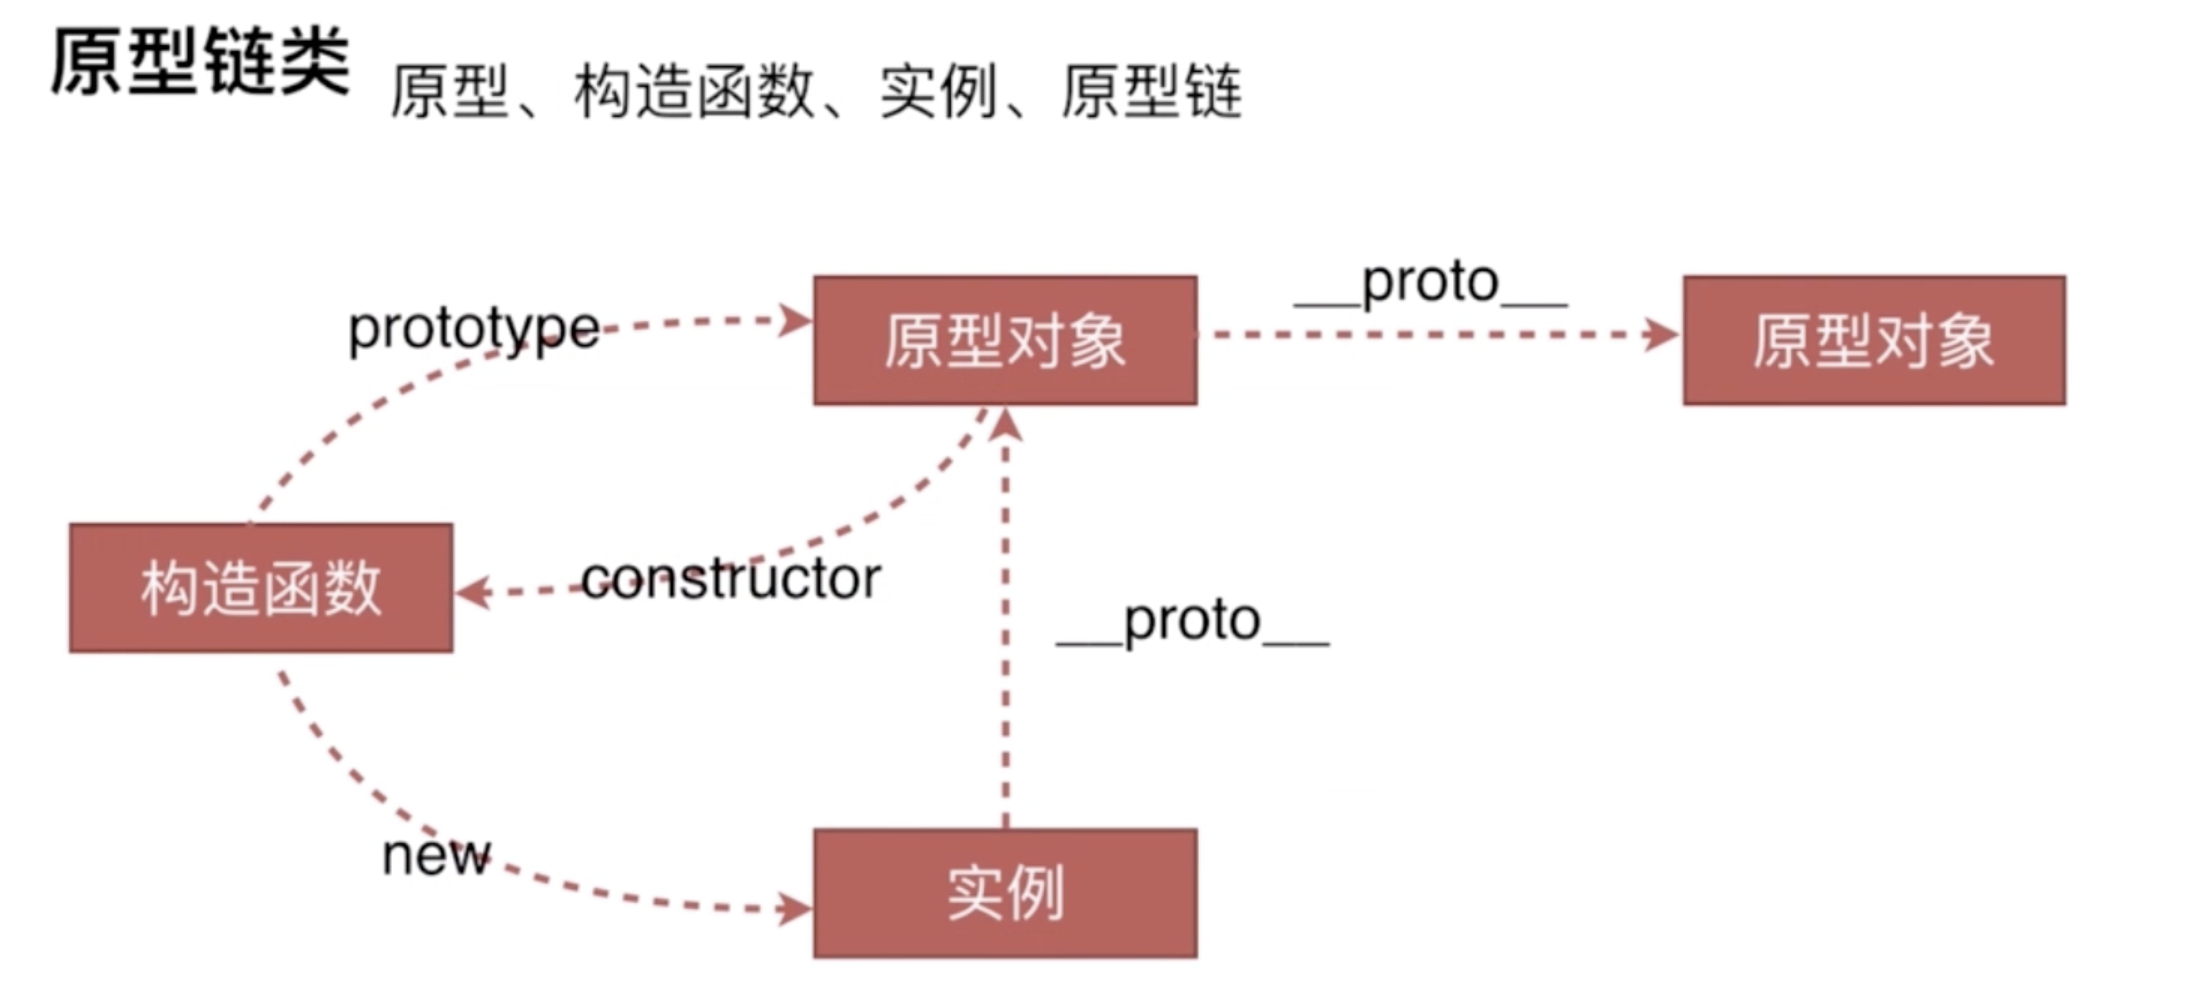 原型链类
原型、构造函数、实例、原型链
__proto__
prototype
原型对象
原型对象
构造函数
constructor
__proto__
new
实例